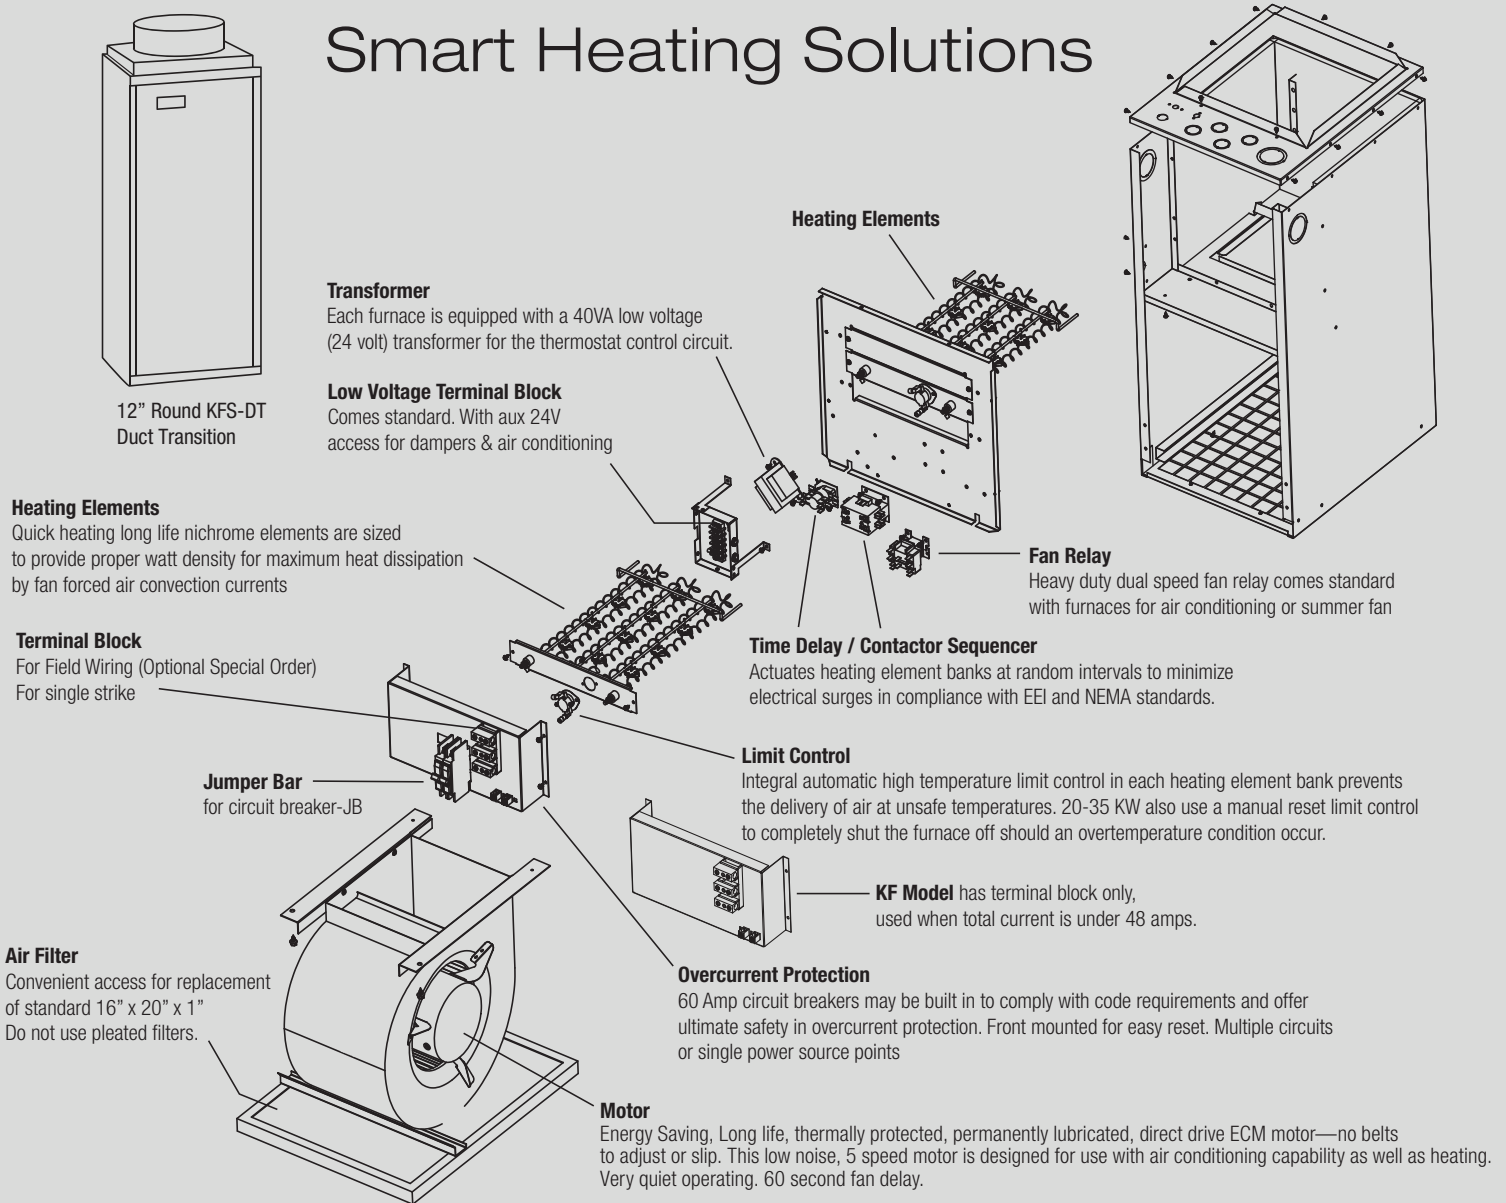 Smart Heating Solutions
12” Round KFS-DT
Duct Transition
Heating Elements
Transformer
Each furnace is equipped with a 40VA low voltage
(24 volt) transformer for the thermostat control circuit.
Low Voltage Terminal Block
Comes standard. With aux 24V
access for dampers & air conditioning
Heating Elements
Quick heating long life nichrome elements are sized
to provide proper watt density for maximum heat dissipation
by fan forced air convection currents
Fan Relay
Heavy duty dual speed fan relay comes standard
with furnaces for air conditioning or summer fan
Terminal Block
For Field Wiring (Optional Special Order)
For single strike
Time Delay / Contactor Sequencer
Actuates heating element banks at random intervals to minimize
electrical surges in compliance with EEI and NEMA standards.
Jumper Bar
for circuit breaker-JB
Limit Control
Integral automatic high temperature limit control in each heating element bank prevents
the delivery of air at unsafe temperatures. 20-35 KW also use a manual reset limit control
to completely shut the furnace off should an overtemperature condition occur.
KF Model has terminal block only,
used when total current is under 48 amps.
Air Filter
Convenient access for replacement
of standard 16” x 20” x 1”
Do not use pleated filters.
Overcurrent Protection
60 Amp circuit breakers may be built in to comply with code requirements and offer
ultimate safety in overcurrent protection. Front mounted for easy reset. Multiple circuits
or single power source points
Motor
Energy Saving, Long life, thermally protected, permanently lubricated, direct drive ECM motor—no belts
to adjust or slip. This low noise, 5 speed motor is designed for use with air conditioning capability as well as heating.
Very quiet operating. 60 second fan delay.